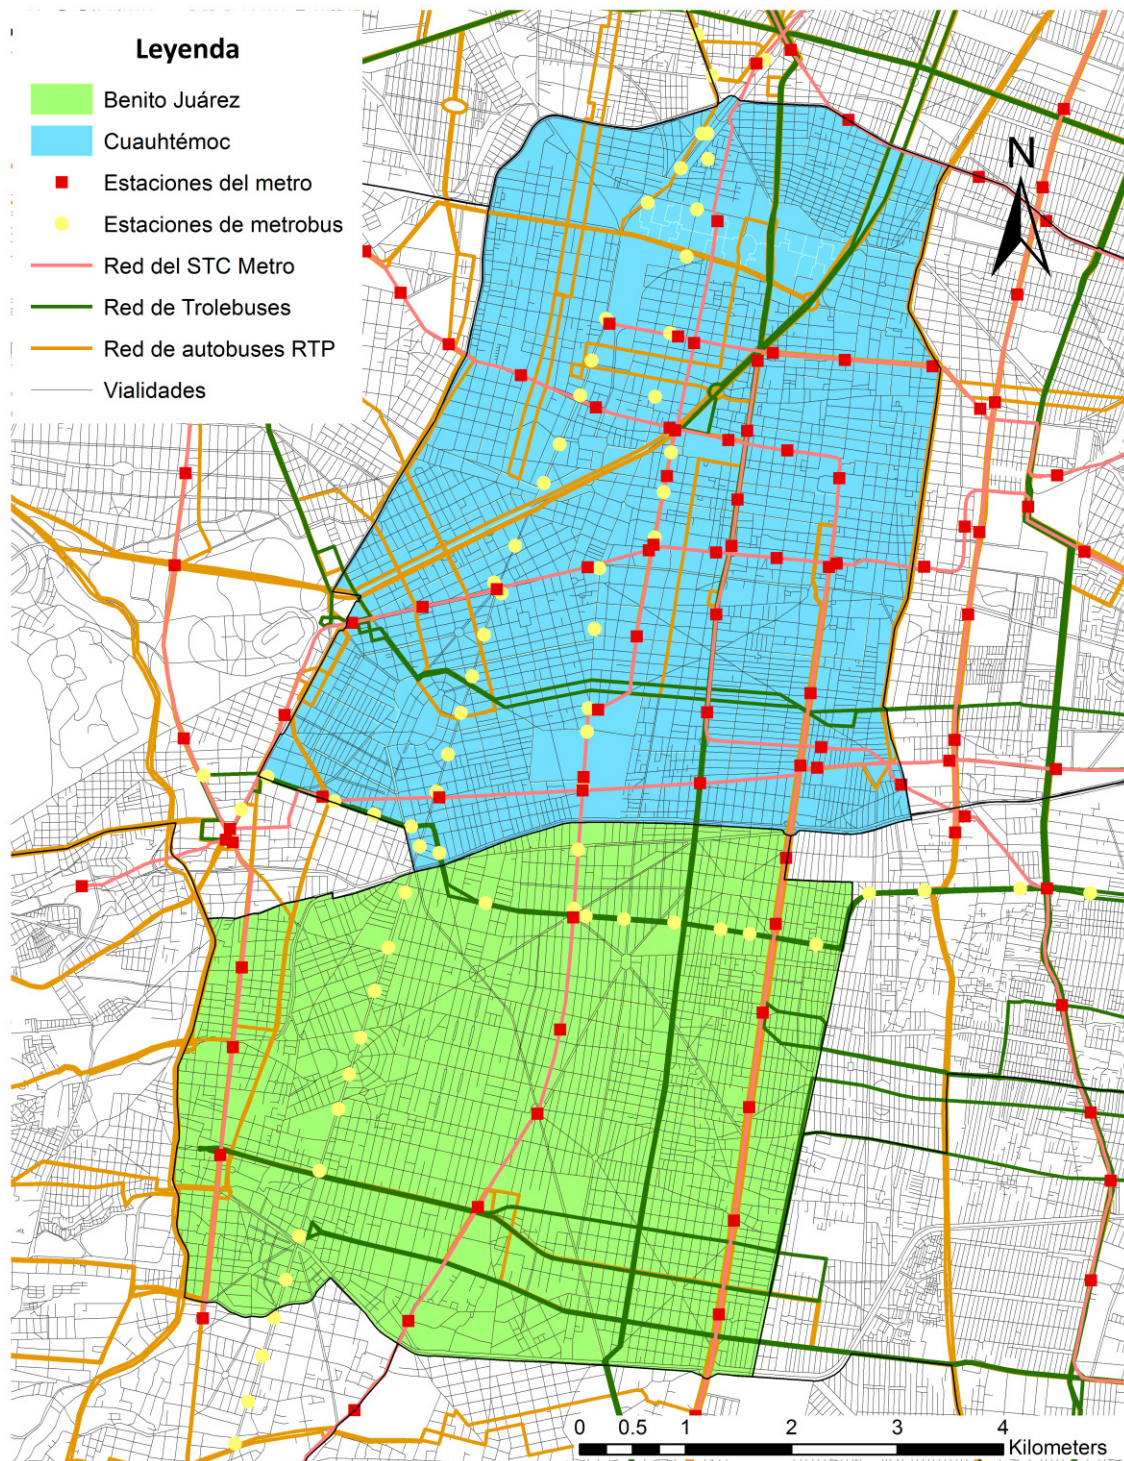 Leyenda
Benito Juárez
Cuauhtémoc
Estaciones del metro
Estaciones de metrobus
Red del STC Metro
Red de Trolebuses
Red de autobuses RTP
Vialidades
N
0 0.5 1 2 3 4
Kilometers